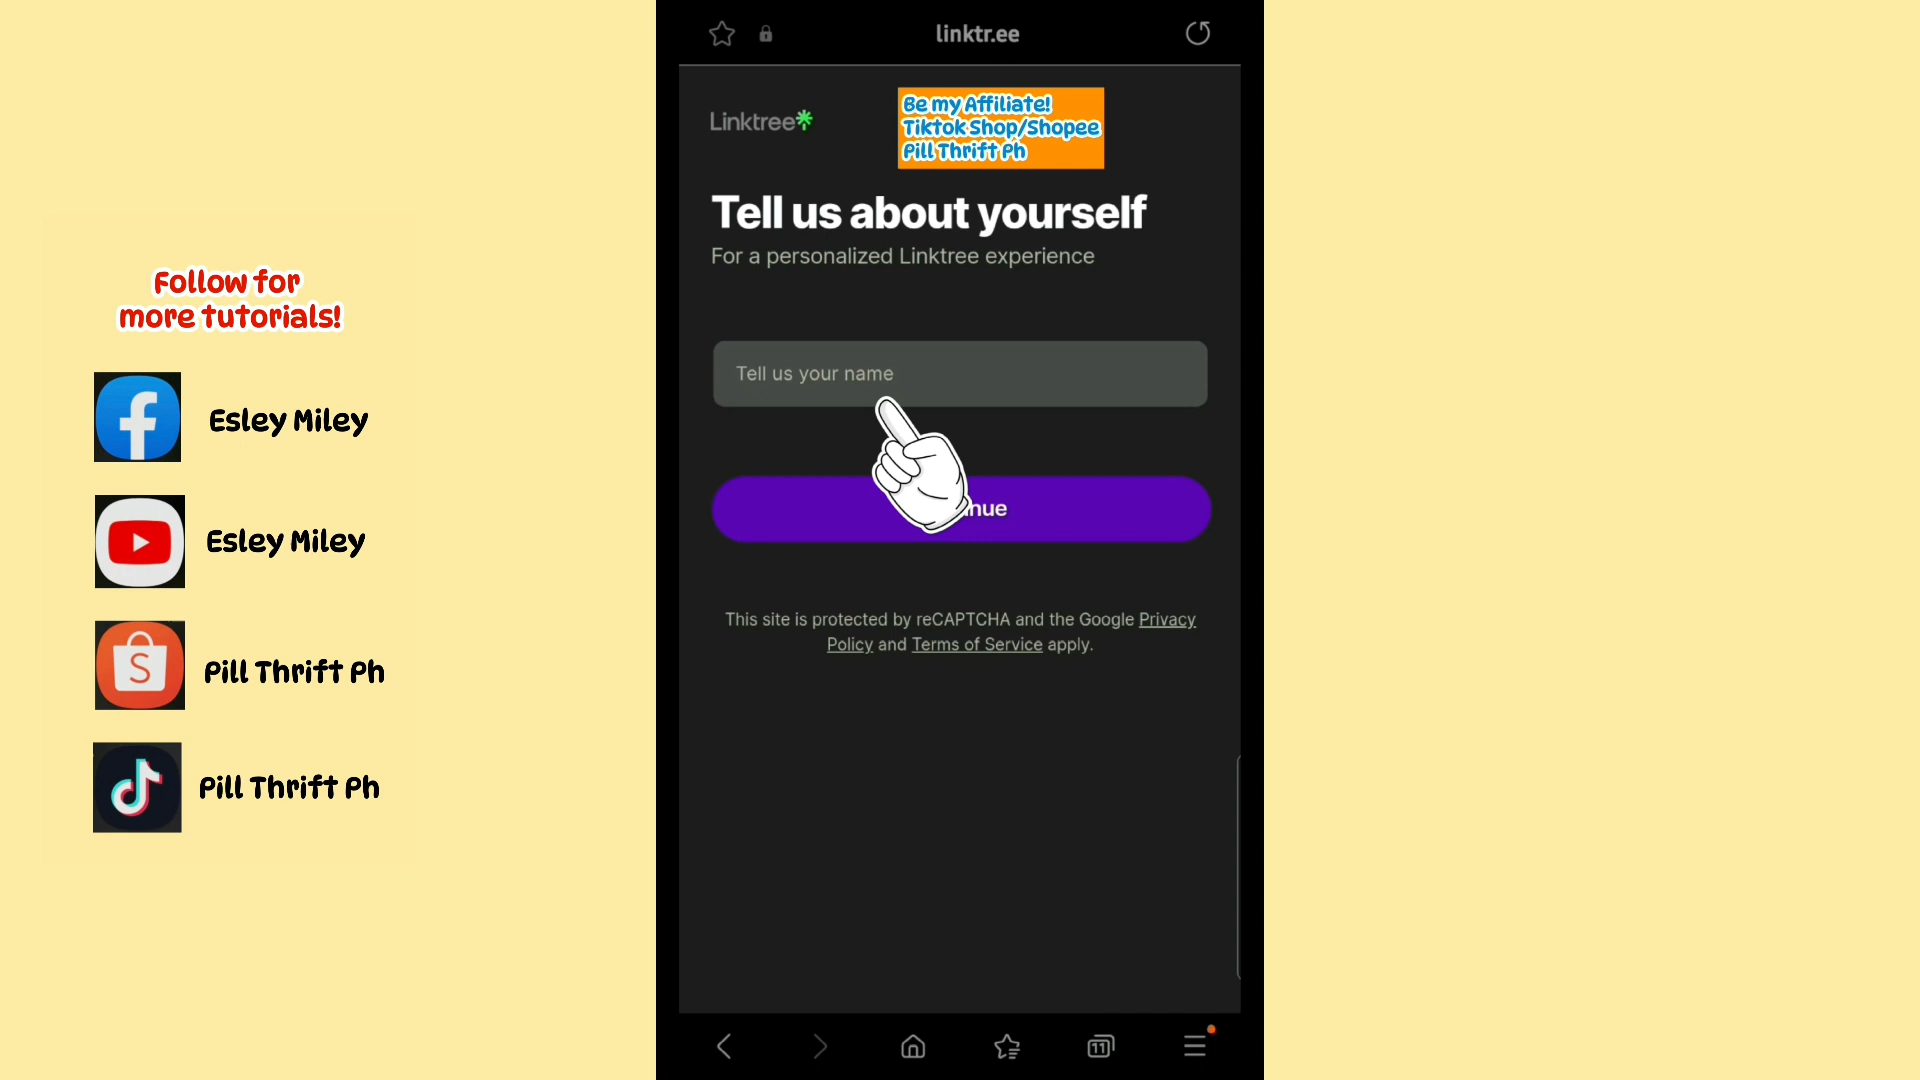 linktr.ee
Linktree
Be my Affiliate!
Tiktok Shop/Shopee
Pill Thrift Ph
Tell us about yourself
For a personalized Linktree experience
Tell us your name
nue
This site is protected by reCAPTCHA and the Google Privacy
Policy and Terms of Service apply.
11
Follow for
more tutorials!
Esley Miley
Esley Miley
Pill Thrift Ph
Pill Thrift Ph